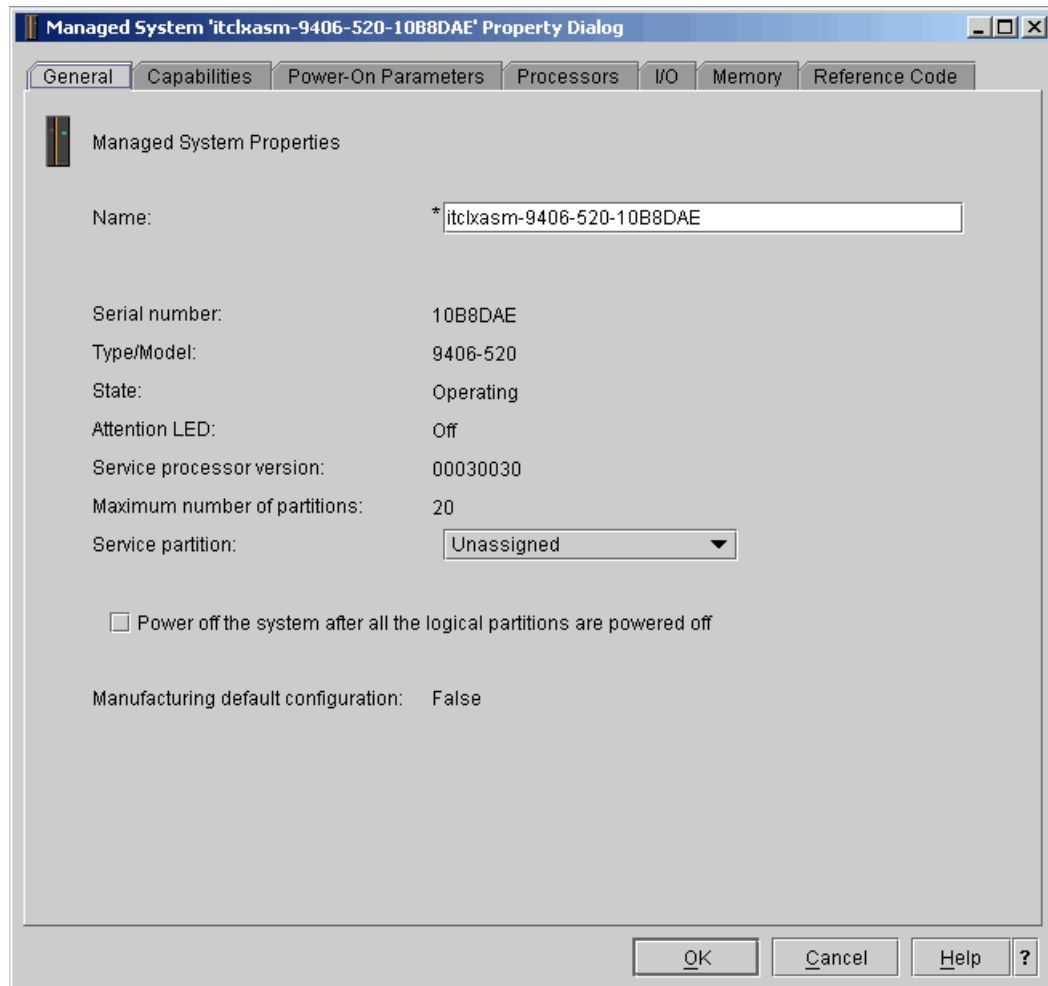 Managed System 'itclxasm-9406-520-10B8DAE' Property Dialog
General Capabilities Power-On Parameters Processors I/O Memory Reference Code
Managed System Properties
Name: * itclxasm-9406-520-10B8DAE
Serial number: 10B8DAE
Type/Model: 9406-520
State: Operating
Attention LED: Off
Service processor version: 00030030
Maximum number of partitions: 20
Service partition: Unassigned
Power off the system after all the logical partitions are powered off
Manufacturing default configuration: False
OK Cancel Help ?